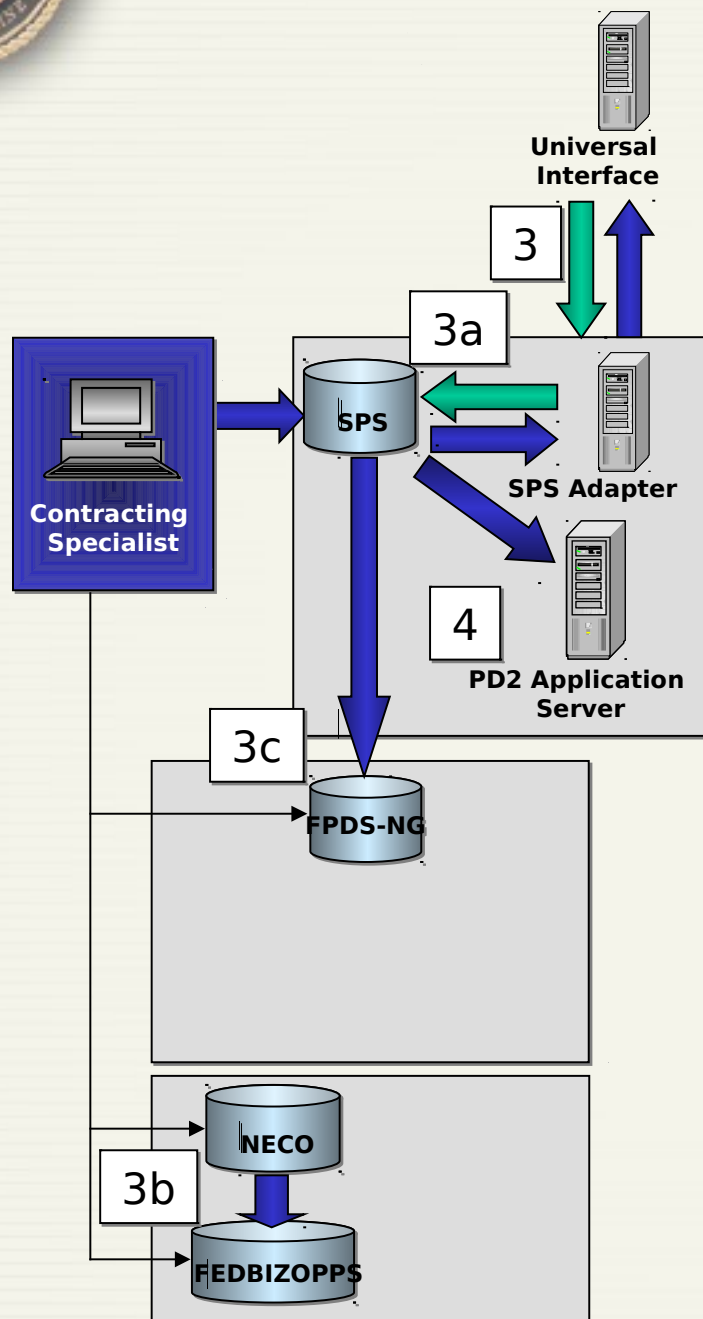 Universal
Interface
3
3a
SPS
SPS Adapter
Contracting
Specialist
4
PD2 Application
Server
3c
FPDS-NG
NECO
3b
FEDBIZOPPS